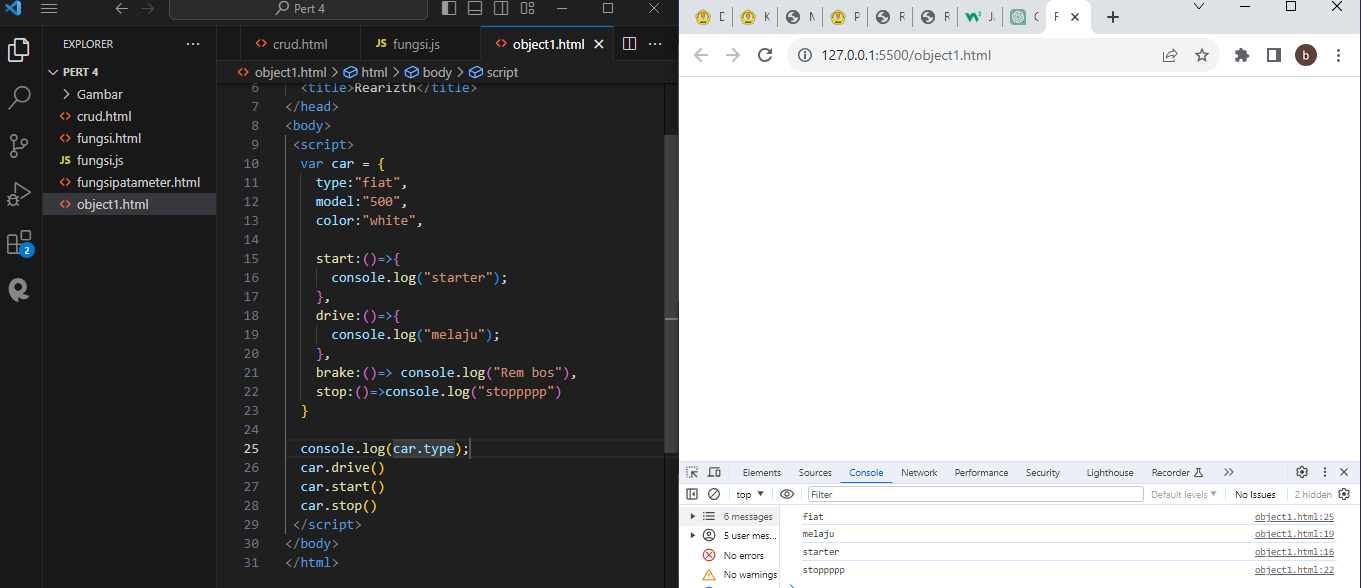 Pert 4
EXPLORER
PERT 4
Gambar
crud.html
fungsi.html
JS fungsi.js
fungsipatameter.html
object1.html
2
crud.html
JS fungsi.js
object1.html
object1.html > html > body > script
6 <title>Rearizth</title>
7 </head>
8 <body>
9 <script>
10 var car = {
11 type:"fiat",
12 model:"500",
13 color:"white",
14
15 start:()=>{
16 console.log("starter");
17 },
18 drive:()=>{
19 console.log("melaju");
20 },
21 brake:()=> console.log("Rem bos"),
22 stop:()=>console.log("stoppppp")
23 }
24
25 console.log(car.type);
26 car.drive()
27 car.start()
28 car.stop()
29 </script>
30 </body>
31 </html>
127.0.0.1:5500/object1.html
b
Elements Sources Console Network Performance Security Lighthouse Recorder
top Filter Default levels No Issues 2 hidden
6 messages
5 user mes...
No errors
No warnings
fiat object1.html:25
melaju object1.html:19
starter object1.html:16
stoppppp object1.html:22